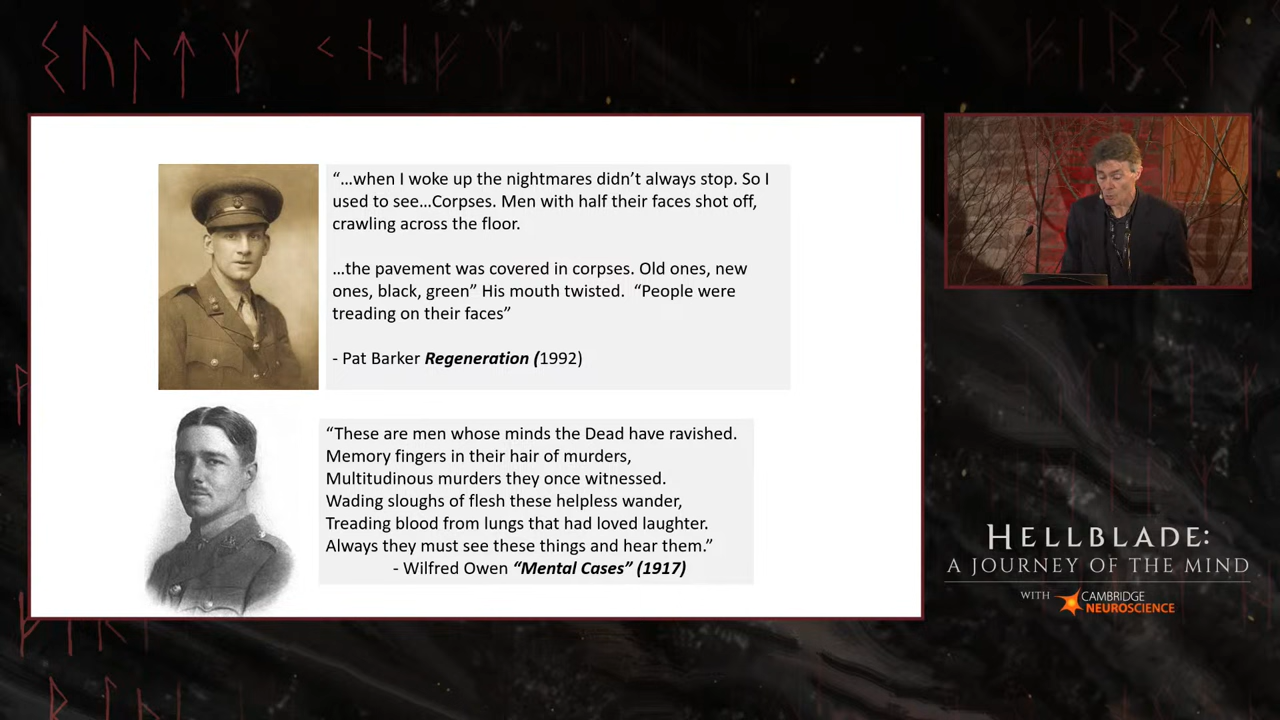 “…when I woke up the nightmares didn’t always stop. So I
used to see…Corpses. Men with half their faces shot off,
crawling across the floor.
…the pavement was covered in corpses. Old ones, new
ones, black, green” His mouth twisted.  “People were
treading on their faces”
- Pat Barker Regeneration (1992)
“These are men whose minds the Dead have ravished.
Memory fingers in their hair of murders,
Multitudinous murders they once witnessed.
Wading sloughs of flesh these helpless wander,
Treading blood from lungs that had loved laughter.
Always they must see these things and hear them.”
- Wilfred Owen “Mental Cases” (1917)
HELLBLADE:
A JOURNEY OF THE MIND
WITH CAMBRIDGE
NEUROSCIENCE